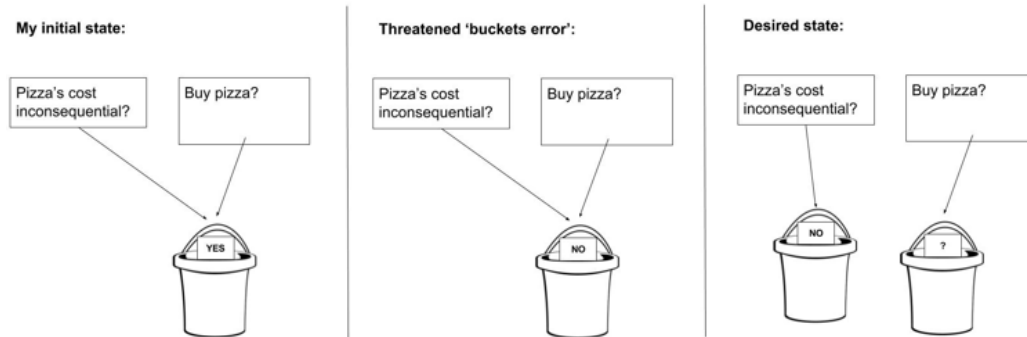 My initial state:
Pizza's cost
inconsequential?
Buy pizza?
YES
Threatened 'buckets error':
Pizza's cost
inconsequential?
Buy pizza?
NO
Desired state:
Pizza's cost
inconsequential?
Buy pizza?
NO
?